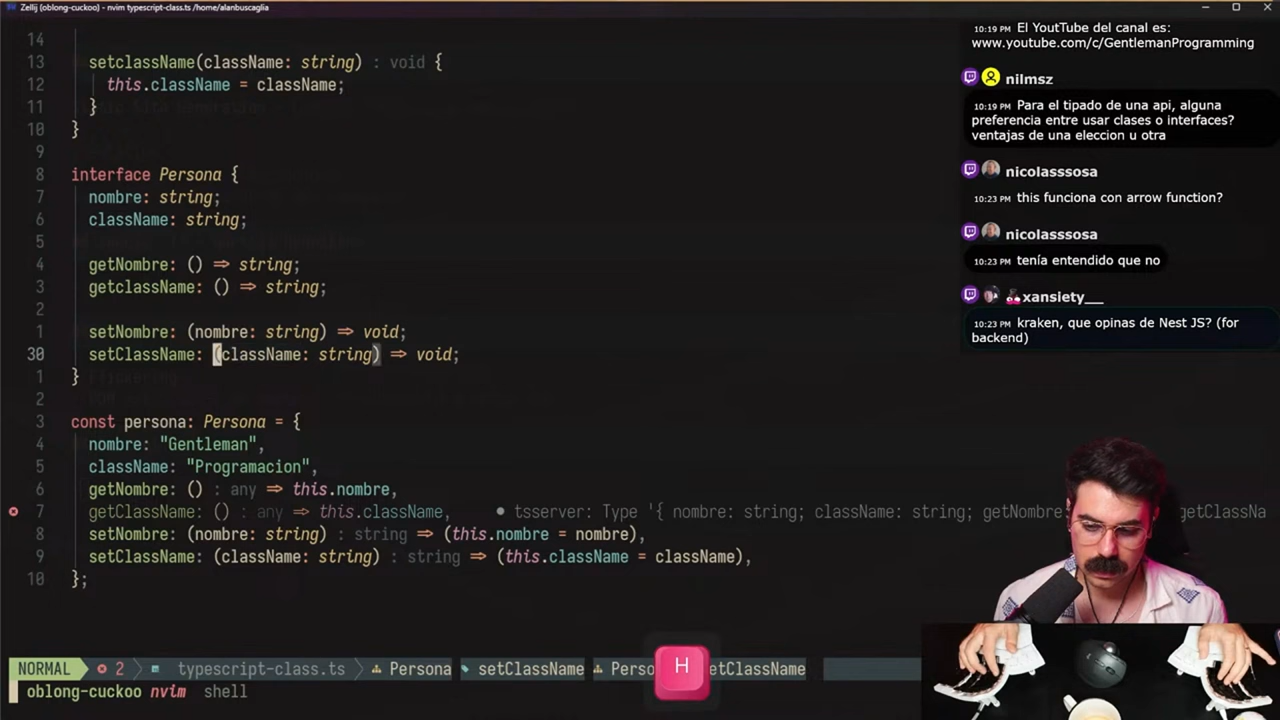 Zellij (oblong-cuckoo) - nvim typescript-class.ts /home/alanbuscaglia
14
13 setclassName(className: string) : void {
12 this.className = className;
11 }
10 }
9
8 interface Persona {
7 nombre: string;
6 className: string;
5
4 getNombre: () => string;
3 getclassName: () => string;
2
1 setNombre: (nombre: string) => void;
30 setClassName: (className: string) => void;
1 }
2
3 const persona: Persona = {
4 nombre: "Gentleman",
5 className: "Programacion",
6 getNombre: () : any => this.nombre,
7 getClassName: () : any => this.className, ● tsserver: Type '{ nombre: string; className: string; getNombre: getClassNa
8 setNombre: (nombre: string) : string => (this.nombre = nombre),
9 setClassName: (className: string) : string => (this.className = className),
10 };
NORMAL 2 typescript-class.ts Persona setClassName Perso etClassName
oblong-cuckoo nvim shell
H
10:19 PM El YoutTube del canal es:
www.youtube.com/c/GentlemanProgramming
nilmsz
10:19 PM Para el tipado de una api, alguna
preferencia entre usar clases o interfaces?
ventajas de una eleccion u otra
nicolasssosa
10:23 PM this funciona con arrow function?
nicolasssosa
10:23 PM tenía entendido que no
xansiety__
10:23 PM kraken, que opinas de Nest JS? (for
backend)